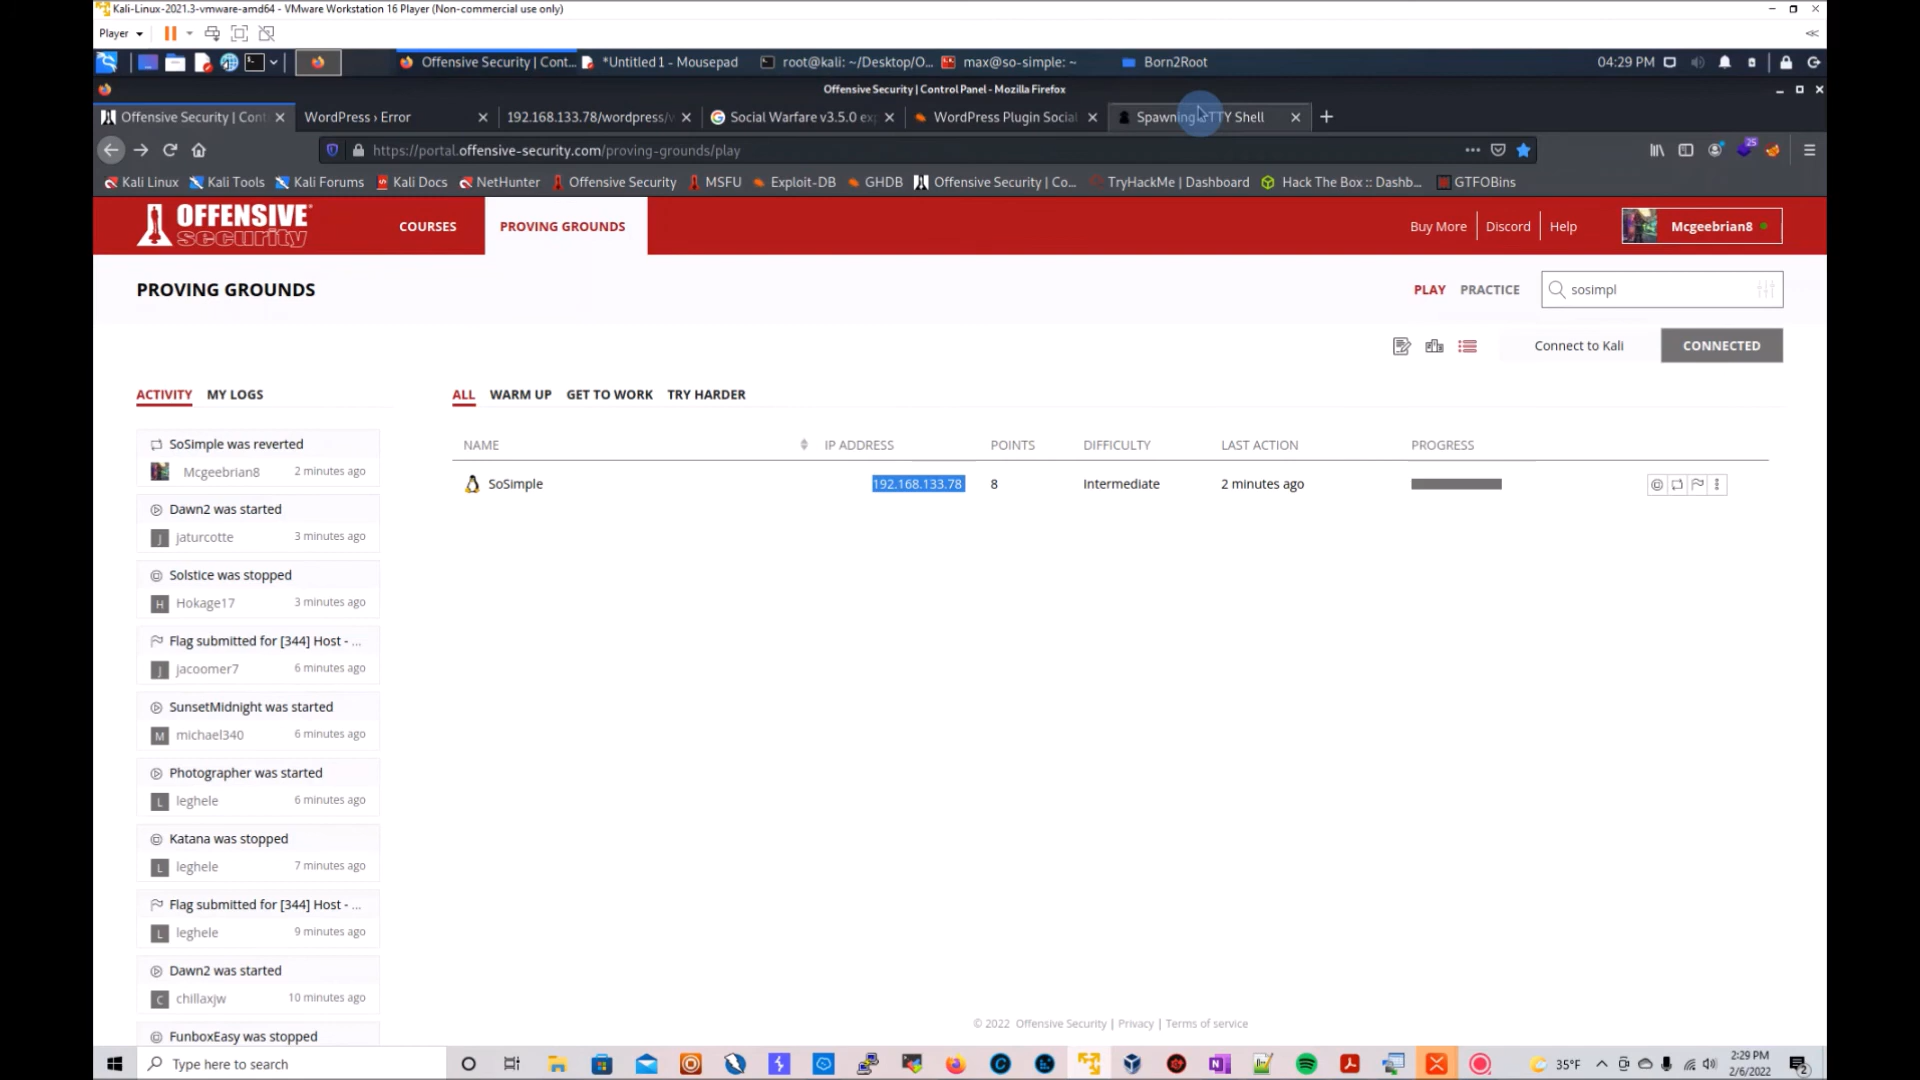 Kali-Linux-2021.3-vmware-amd64 - VMware Workstation 16 Player (Non-commercial use only)
Player
Offensive Security | Cont... *Untitled 1 - Mousepad root@kali: ~/Desktop/O... max@so-simple: ~ Born2Root 04:29 PM
Offensive Security | Control Panel - Mozilla Firefox
Offensive Security | Cont WordPress › Error 192.168.133.78/wordpress/ Social Warfare v3.5.0 exp WordPress Plugin Social Spawning TTY Shell
https://portal.offensive-security.com/proving-grounds/play 25
Kali Linux Kali Tools Kali Forums Kali Docs NetHunter Offensive Security MSFU Exploit-DB GHDB Offensive Security | Co... TryHackMe | Dashboard Hack The Box :: Dashb... GTFOBins
OFFENSIVE security COURSES PROVING GROUNDS Buy More Discord Help Mcgeebrian8
PROVING GROUNDS PLAY PRACTICE sosimpl
Connect to Kali CONNECTED
ACTIVITY MY LOGS ALL WARM UP GET TO WORK TRY HARDER
NAME IP ADDRESS POINTS DIFFICULTY LAST ACTION PROGRESS
SoSimple 192.168.133.78 8 Intermediate 2 minutes ago
SoSimple was reverted
Mcgeebrian8 2 minutes ago
Dawn2 was started
J jaturcotte 3 minutes ago
Solstice was stopped
H Hokage17 3 minutes ago
Flag submitted for [344] Host - ...
J jacoomer7 6 minutes ago
SunsetMidnight was started
M michael340 6 minutes ago
Photographer was started
L leghele 6 minutes ago
Katana was stopped
L leghele 7 minutes ago
Flag submitted for [344] Host - ...
L leghele 9 minutes ago
Dawn2 was started
C chillaxjw 10 minutes ago
FunboxEasy was stopped
© 2022 Offensive Security | Privacy | Terms of service
Type here to search 35°F 2:29 PM
2/6/2022 2